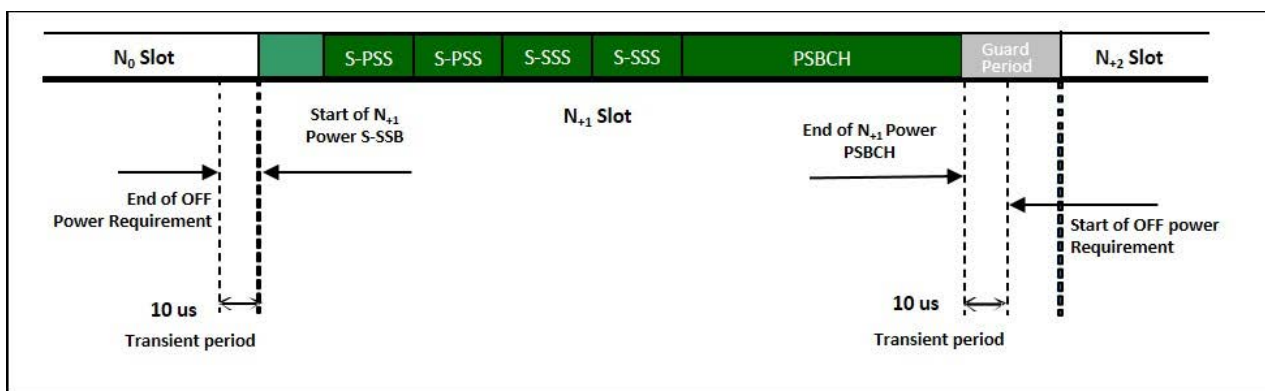 N₀ Slot
S-PSS
S-PSS
S-SSS
S-SSS
PSBCH
Guard
Period
N₊₂ Slot
Start of N₊₁
Power S-SSB
N₊₁ Slot
End of N₊₁ Power
PSBCH
End of OFF
Power Requirement
Start of OFF power
Requirement
10 us
Transient period
10 us
Transient period